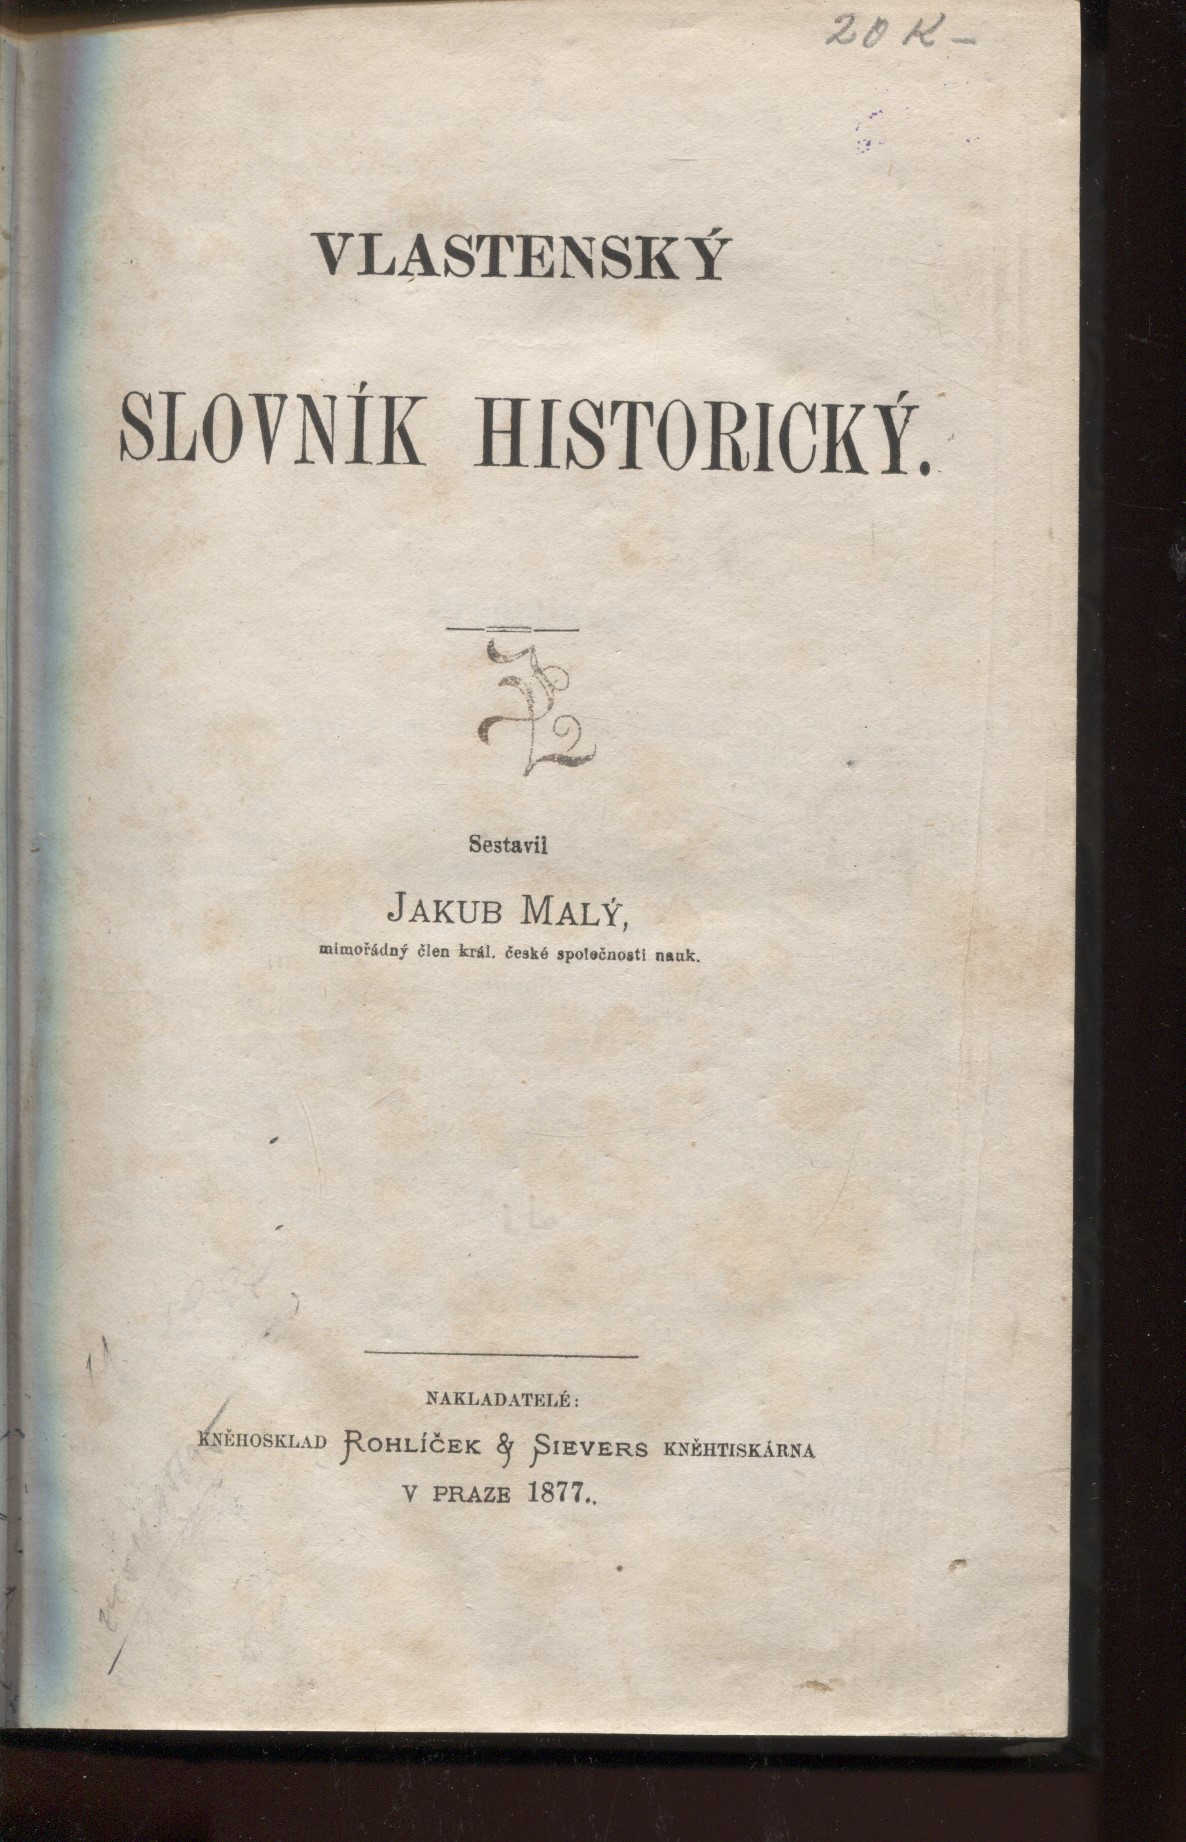 20 K –
VLASTENSKÝ
SLOVNÍK HISTORICKÝ.
Sestavil
JAKUB MALÝ,
mimořádný člen král. české společnosti nauk.
NAKLADATELÉ:
KNĚHOSKLAD ROHLÍČEK & SIEVERS KNĚHTISKÁRNA
V PRAZE 1877.